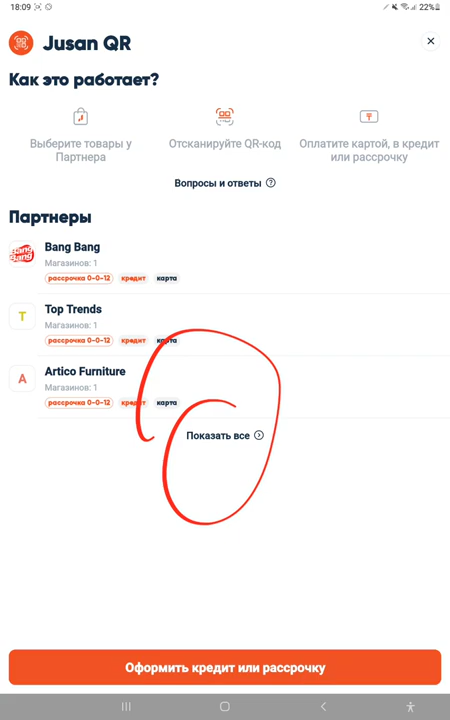 18:09
22%
Jusan QR
Как это работает?
Выберите товары у Партнера
Отсканируйте QR-код
Оплатите картой, в кредит или рассрочку
Вопросы и ответы
Партнеры
Bang Bang
Магазинов: 1
рассрочка 0-0-12 кредит карта
T
Top Trends
Магазинов: 1
рассрочка 0-0-12 кредит карта
A
Artico Furniture
Магазинов: 1
рассрочка 0-0-12 кредит карта
Показать все
Оформить кредит или рассрочку